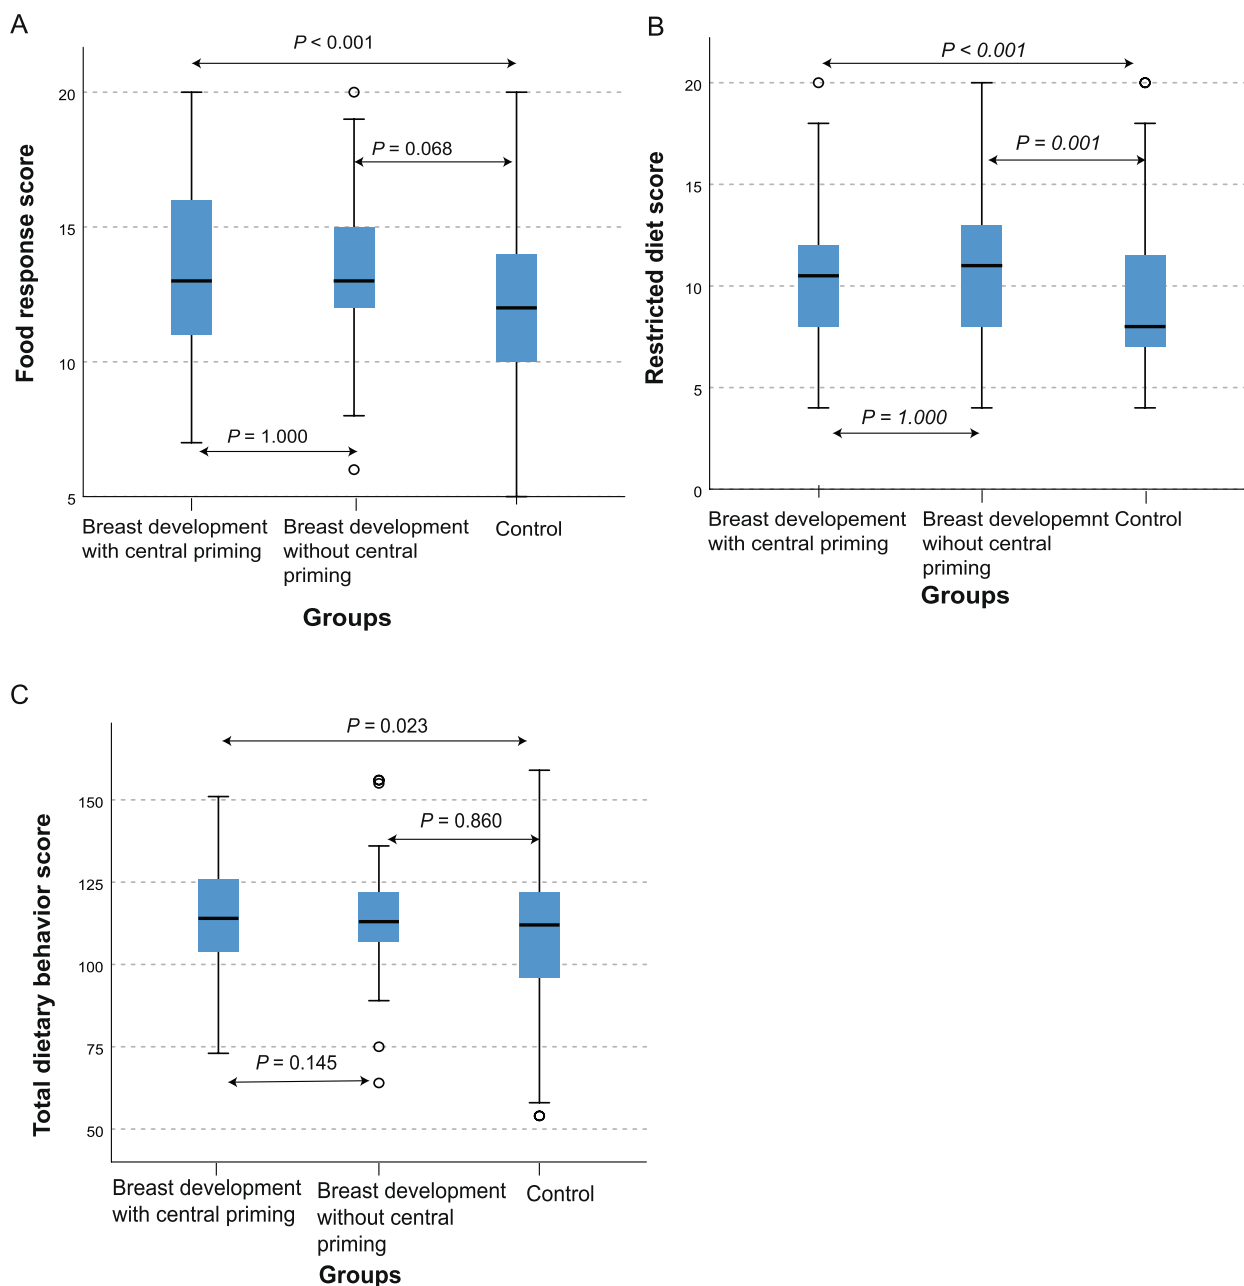 A
P < 0.001
20
P = 0.068
15
10
P = 1.000
5
Food response score
Breast development
with central priming
Breast development
without central
priming
Control
Groups
B
P < 0.001
20
P = 0.001
15
10
5
P = 1.000
0
Restricted diet score
Breast developement
with central priming
Breast developemnt
wihout central
priming
Control
Groups
C
P = 0.023
150
P = 0.860
125
100
75
P = 0.145
50
Total dietary behavior score
Breast development
with central priming
Breast development
without central
priming
Control
Groups